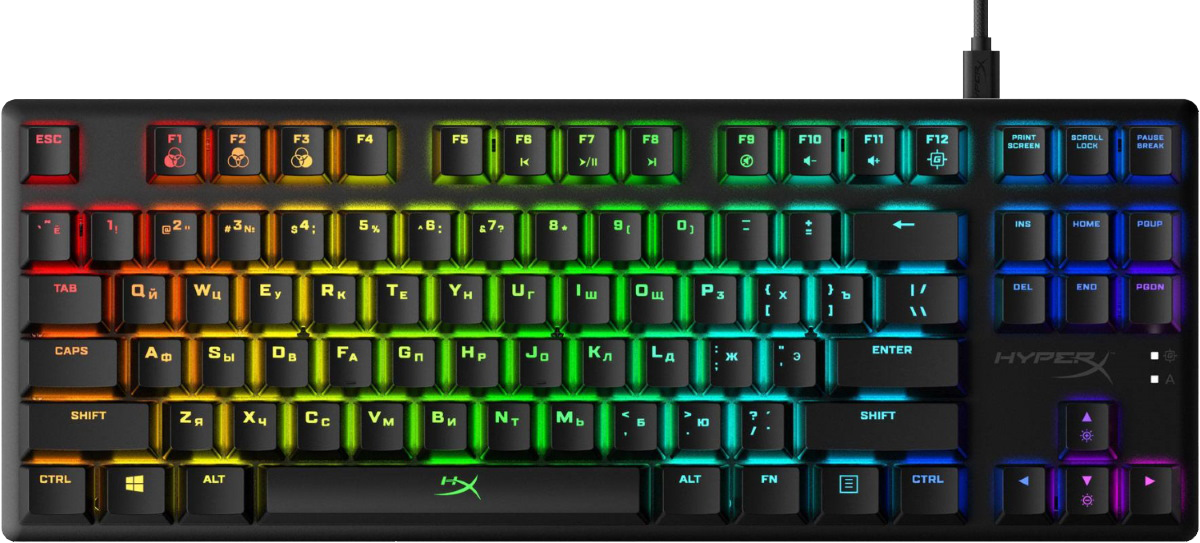 ESC F1 F2 F3 F4 F5 F6 F7 F8 F9 F10 F11 F12 PRINT SCREEN SCROLL LOCK PAUSE BREAK
~ ` Ё 1 ! @ 2 " # 3 № $ 4 ; 5 % ^ 6 : & 7 ? 8 * 9 ( 0 ) _ - + = ← INS HOME PGUP
TAB Q Й W Ц E У R К T Е Y Н U Г I Ш O Щ P З { [ Х } ] Ъ | / \ \ DEL END PGDN
CAPS A Ф S Ы D В F А G П H Р J О K Л L Д : ; Ж " ' Э ENTER HYPERX A
SHIFT Z Я X Ч C С V М B И N Т M Ь < , Б > . Ю ? / , . SHIFT
CTRL ALT HX ALT FN CTRL